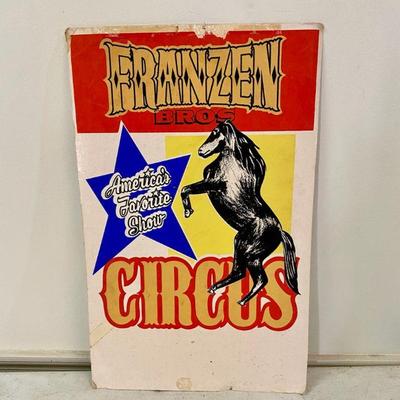 FRANZEN
BROS
America's
Favorite
Show
CIRCUS